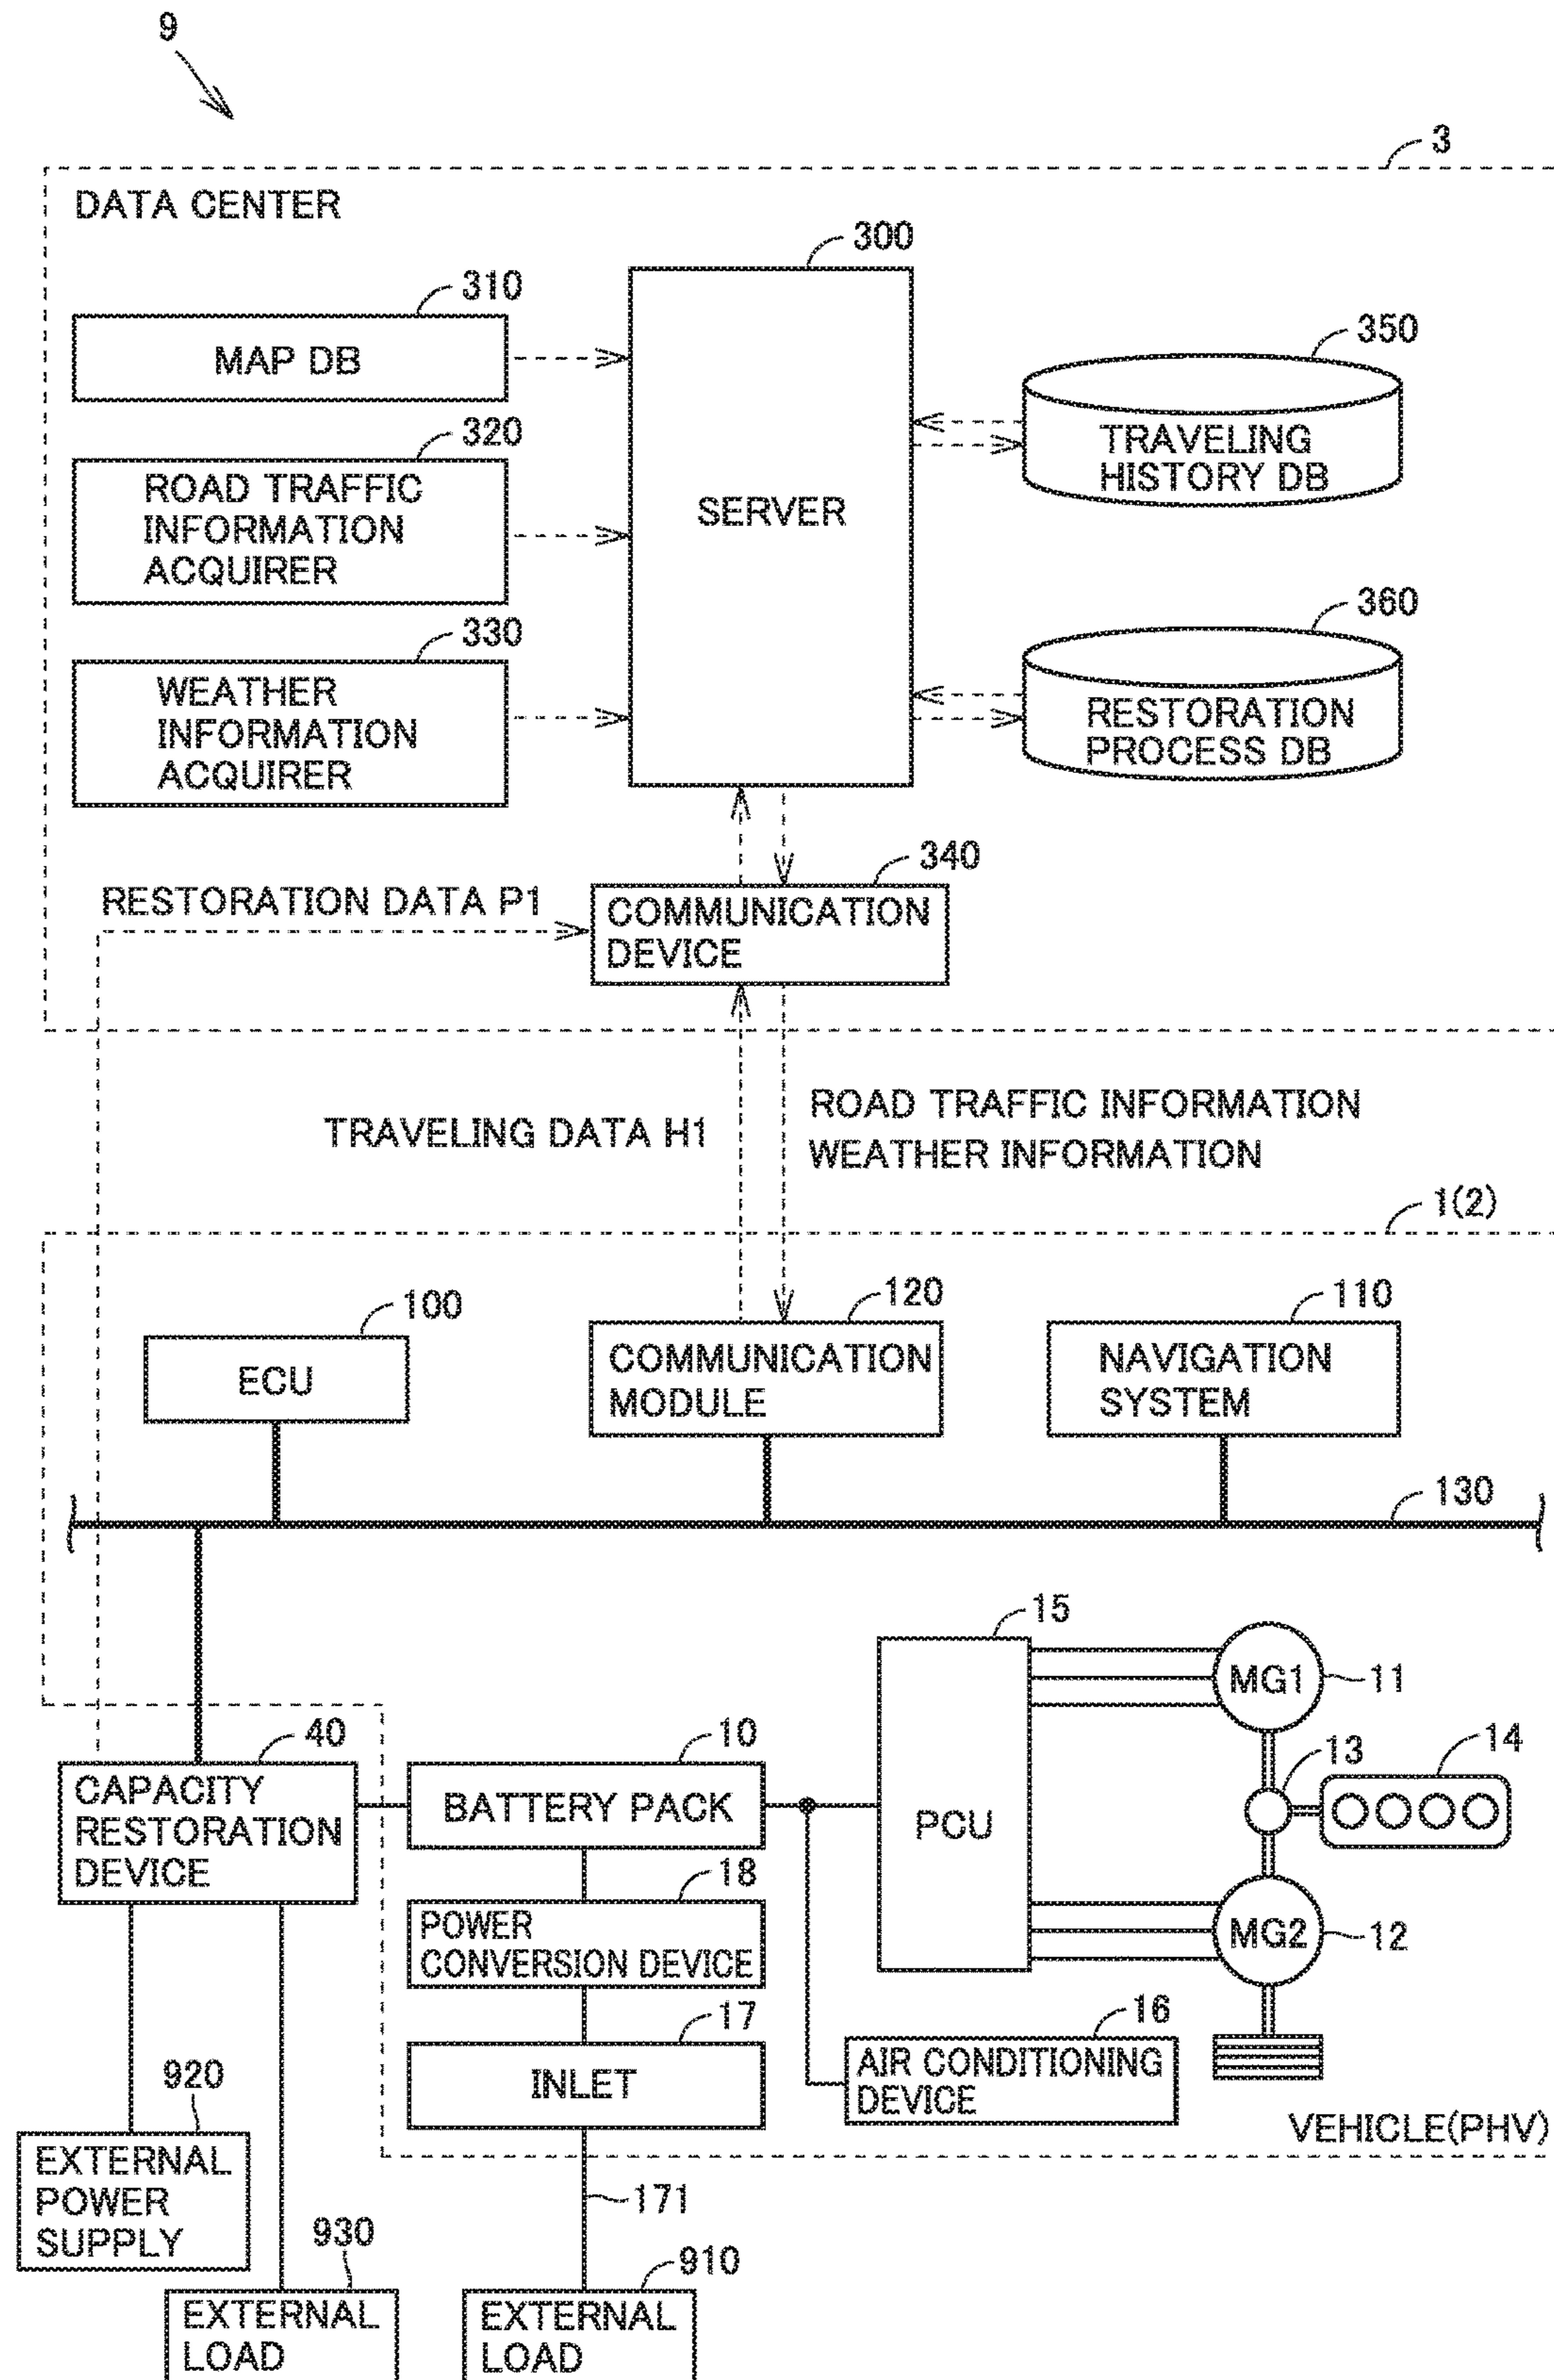 9
3
DATA CENTER
300
310
MAP DB
350
TRAVELING
HISTORY DB
320
ROAD TRAFFIC
INFORMATION
ACQUIRER
SERVER
360
RESTORATION
PROCESS DB
330
WEATHER
INFORMATION
ACQUIRER
340
RESTORATION DATA P1
COMMUNICATION
DEVICE
TRAVELING DATA H1
ROAD TRAFFIC INFORMATION
WEATHER INFORMATION
1(2)
100
ECU
120
COMMUNICATION
MODULE
110
NAVIGATION
SYSTEM
130
15
PCU
MG1
11
13
14
MG2
12
40
CAPACITY
RESTORATION
DEVICE
10
BATTERY PACK
18
POWER
CONVERSION DEVICE
17
INLET
16
AIR CONDITIONING
DEVICE
VEHICLE(PHV)
920
EXTERNAL
POWER
SUPPLY
171
930
EXTERNAL
LOAD
910
EXTERNAL
LOAD